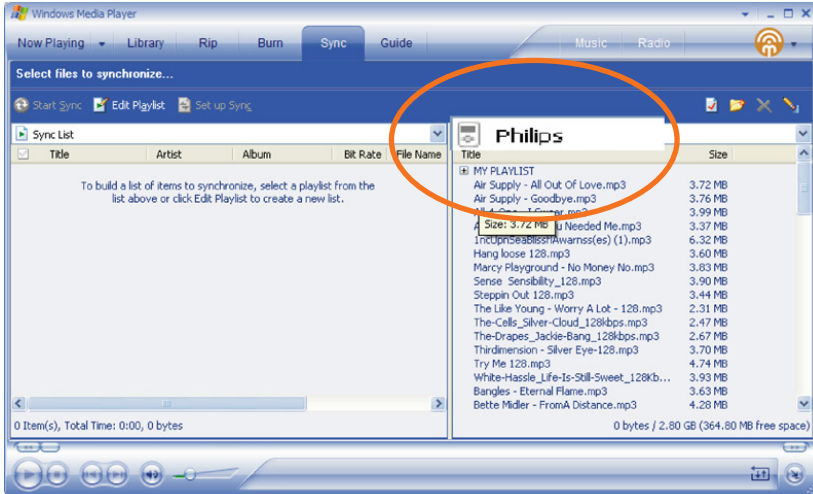 Windows Media Player
Now Playing Library Rip Burn Sync Guide Music Radio
Select files to synchronize...
Start Sync Edit Playlist Set up Sync
Sync List
Title Artist Album Bit Rate File Name
To build a list of items to synchronize, select a playlist from the
list above or click Edit Playlist to create a new list.
0 Item(s), Total Time: 0:00, 0 bytes
Philips
Title Size
MY PLAYLIST
Air Supply - All Out Of Love.mp3 3.72 MB
Air Supply - Goodbye.mp3 3.76 MB
3.99 MB
Size: 3.72 MB
u Needed Me.mp3 3.37 MB
1ncUpnSeaBlissflAwarnss(es) (1).mp3 6.32 MB
Hang loose 128.mp3 3.60 MB
Marcy Playground - No Money No.mp3 3.83 MB
Sense Sensibility_128.mp3 3.90 MB
Steppin Out 128.mp3 3.44 MB
The Like Young - Worry A Lot - 128.mp3 2.31 MB
The-Cells_Silver-Cloud_128kbps.mp3 2.47 MB
The-Drapes_Jackie-Bang_128kbps.mp3 2.67 MB
Thirdimension - Silver Eye-128.mp3 3.70 MB
Try Me 128.mp3 4.74 MB
White-Hassle_Life-Is-Still-Sweet_128Kb... 3.93 MB
Bangles - Eternal Flame.mp3 3.63 MB
Bette Midler - FromA Distance.mp3 4.28 MB
0 bytes / 2.80 GB (364.80 MB free space)